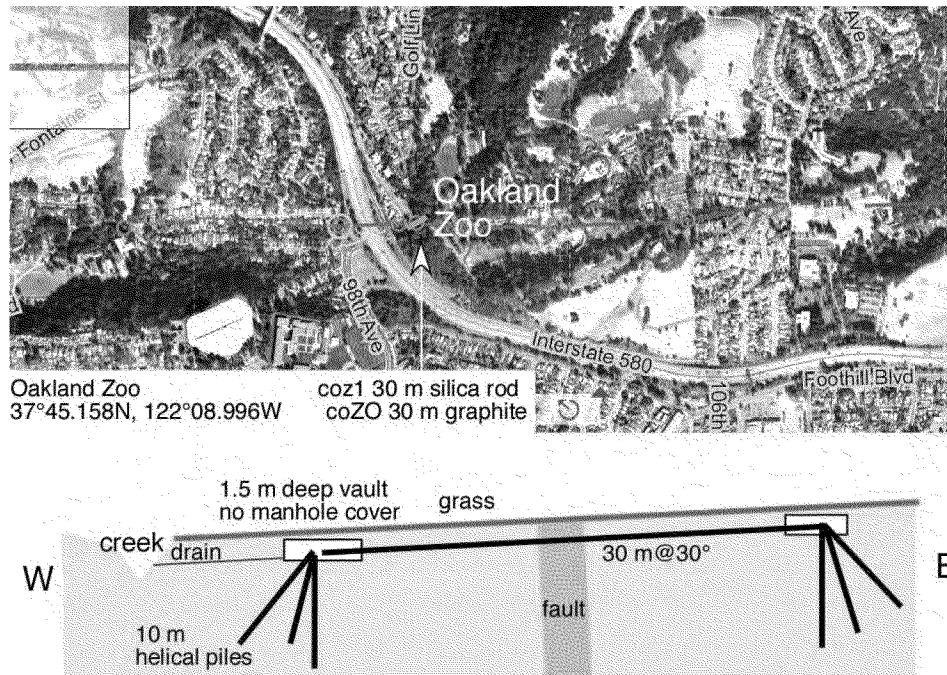 Golf Lin
Ave
Fontaine St
Oakland
Zoo
98th Ave
Interstate 580
Foothill Blvd
106th
Oakland Zoo
37°45.158N, 122°08.996W
coz1 30 m silica rod
coZO 30 m graphite
1.5 m deep vault
no manhole cover
grass
creek
drain
W
30 m@30°
E
fault
10 m
helical piles